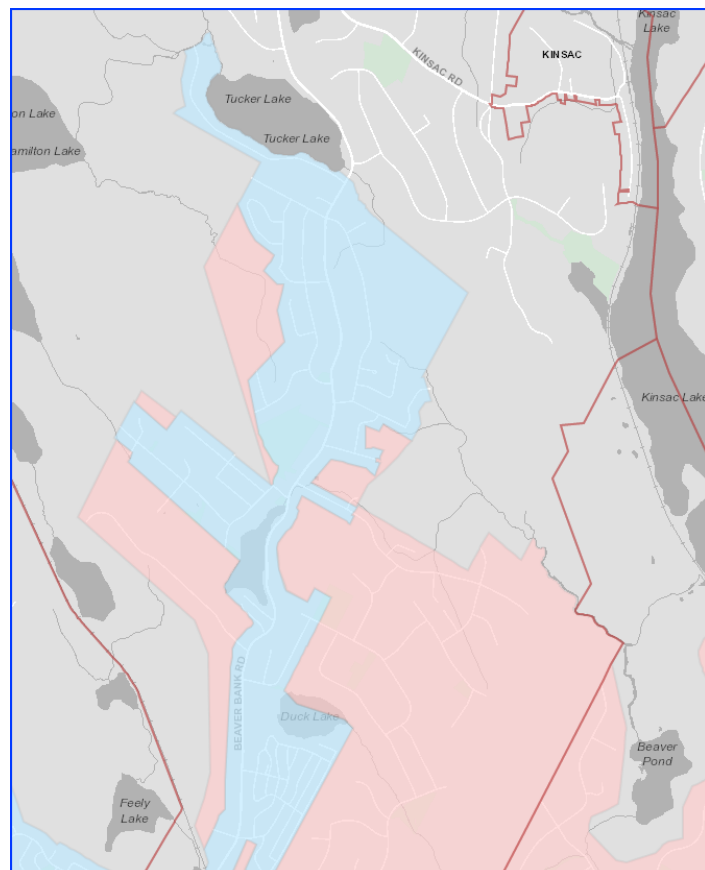 Kinsac
Lake
KINSAC
KINSAC RD
Tucker Lake
Tucker Lake
on Lake
amilton Lake
Kinsac Lake
BEAVER BANK RD
Duck Lake
Beaver
Pond
Feely
Lake